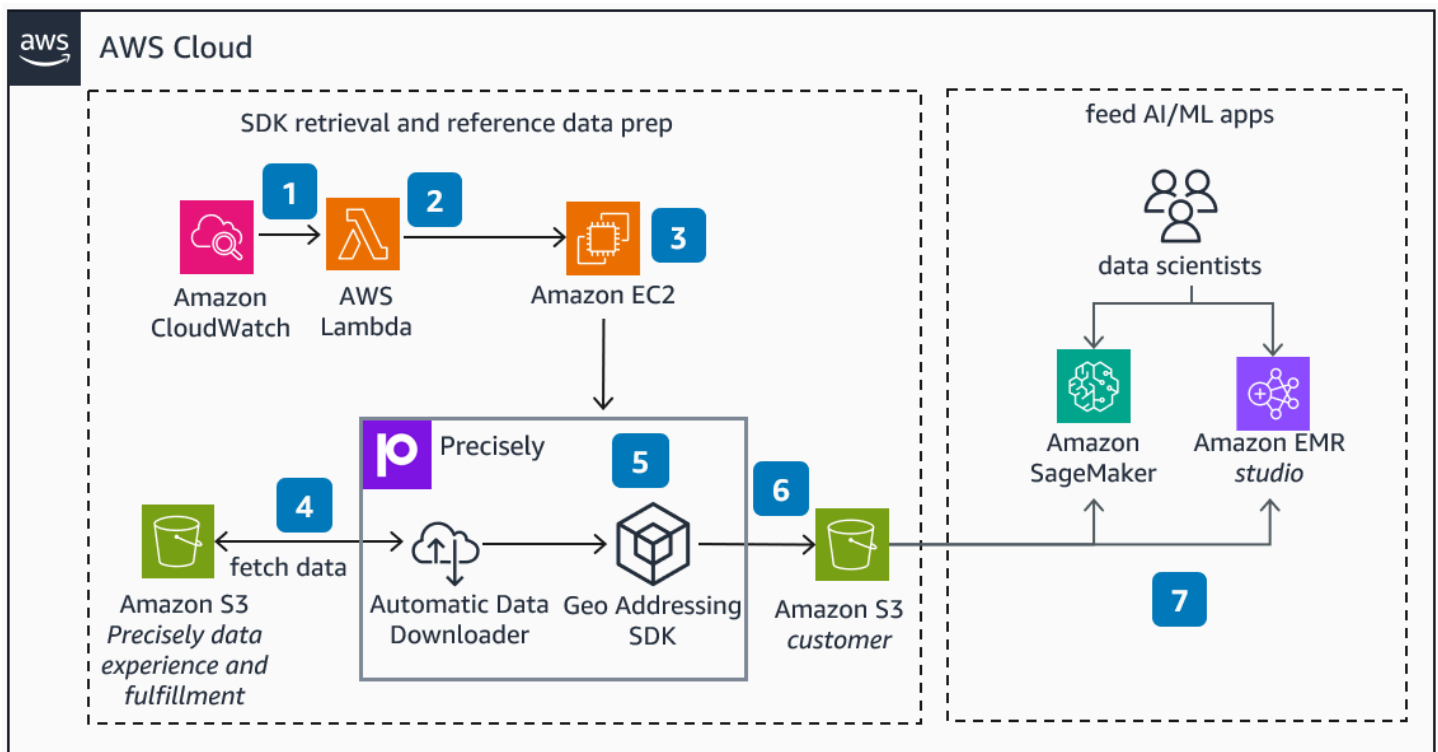 aws
AWS Cloud
SDK retrieval and reference data prep
1
2
3
Amazon
CloudWatch
AWS
Lambda
Amazon EC2
Precisely
4
5
6
fetch data
Amazon S3
Precisely data
experience and
fulfillment
Automatic Data
Downloader
Geo Addressing
SDK
Amazon S3
customer
feed AI/ML apps
data scientists
Amazon
SageMaker
Amazon EMR
studio
7